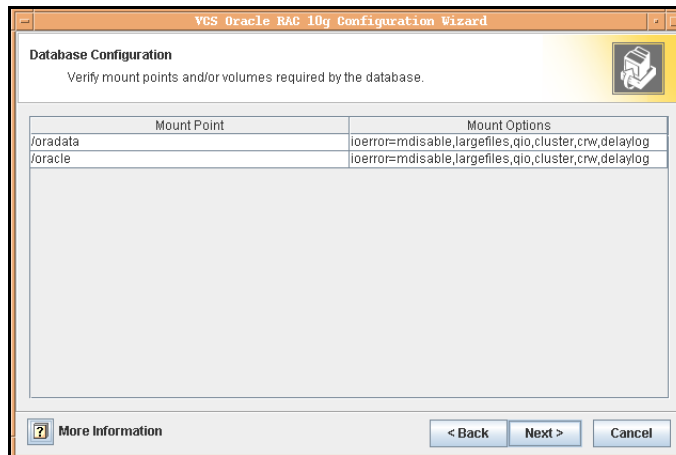 VCS Oracle RAC 10g Configuration Wizard
Database Configuration
Verify mount points and/or volumes required by the database.
Mount Point Mount Options
/oradata ioerror=mdisable,largefiles,qio,cluster,crw,delaylog
/oracle ioerror=mdisable,largefiles,qio,cluster,crw,delaylog
? More Information < Back Next > Cancel